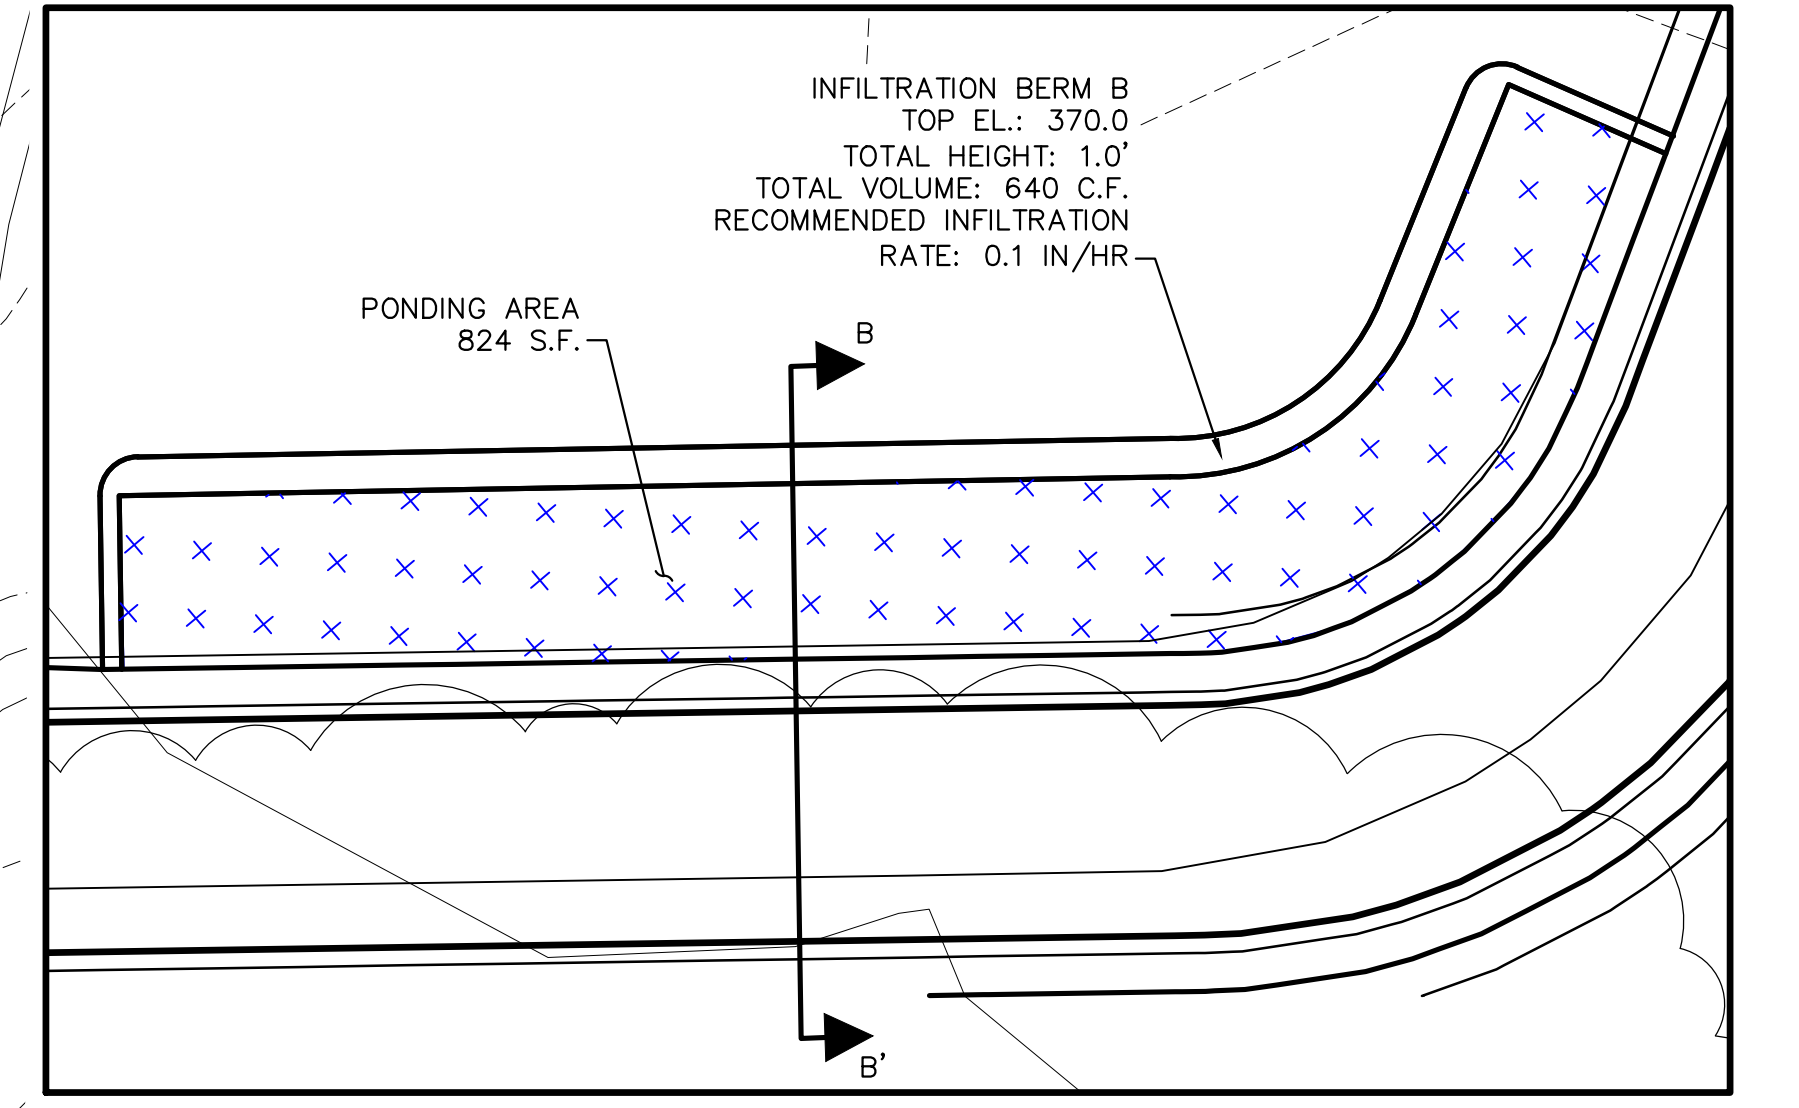 INFILTRATION BERM B
TOP EL.: 370.0
TOTAL HEIGHT: 1.0'
TOTAL VOLUME: 640 C.F.
RECOMMENDED INFILTRATION
RATE: 0.1 IN/HR
PONDING AREA
824 S.F.
B
B'